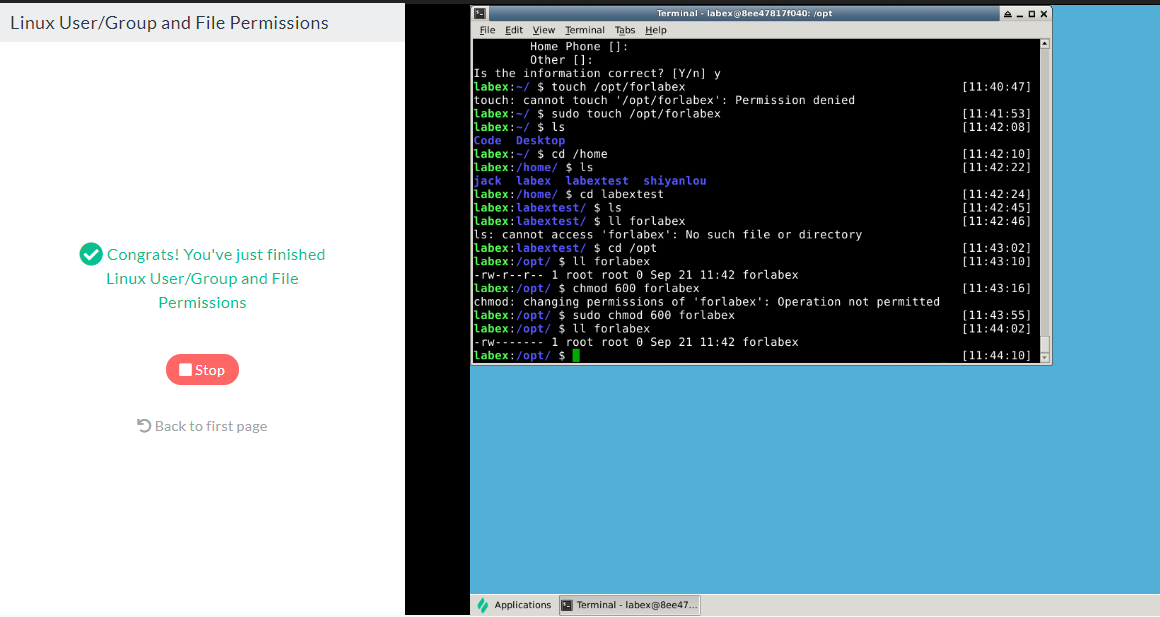 Linux User/Group and File Permissions
Congrats! You've just finished
Linux User/Group and File
Permissions
Stop
Back to first page
Terminal - labex@8ee47817f040: /opt
File Edit View Terminal Tabs Help
Home Phone []:
Other []:
Is the information correct? [Y/n] y
labex:~/ $ touch /opt/forlabex [11:40:47]
touch: cannot touch '/opt/forlabex': Permission denied
labex:~/ $ sudo touch /opt/forlabex [11:41:53]
labex:~/ $ ls [11:42:08]
Code Desktop
labex:~/ $ cd /home [11:42:10]
labex:/home/ $ ls [11:42:22]
jack labex labextest shiyanlou
labex:/home/ $ cd labextest [11:42:24]
labex:labextest/ $ ls [11:42:45]
labex:labextest/ $ ll forlabex [11:42:46]
ls: cannot access 'forlabex': No such file or directory
labex:labextest/ $ cd /opt [11:43:02]
labex:/opt/ $ ll forlabex [11:43:10]
-rw-r--r-- 1 root root 0 Sep 21 11:42 forlabex
labex:/opt/ $ chmod 600 forlabex [11:43:16]
chmod: changing permissions of 'forlabex': Operation not permitted
labex:/opt/ $ sudo chmod 600 forlabex [11:43:55]
labex:/opt/ $ ll forlabex [11:44:02]
-rw------- 1 root root 0 Sep 21 11:42 forlabex
labex:/opt/ $ [11:44:10]
Applications Terminal - labex@8ee47...